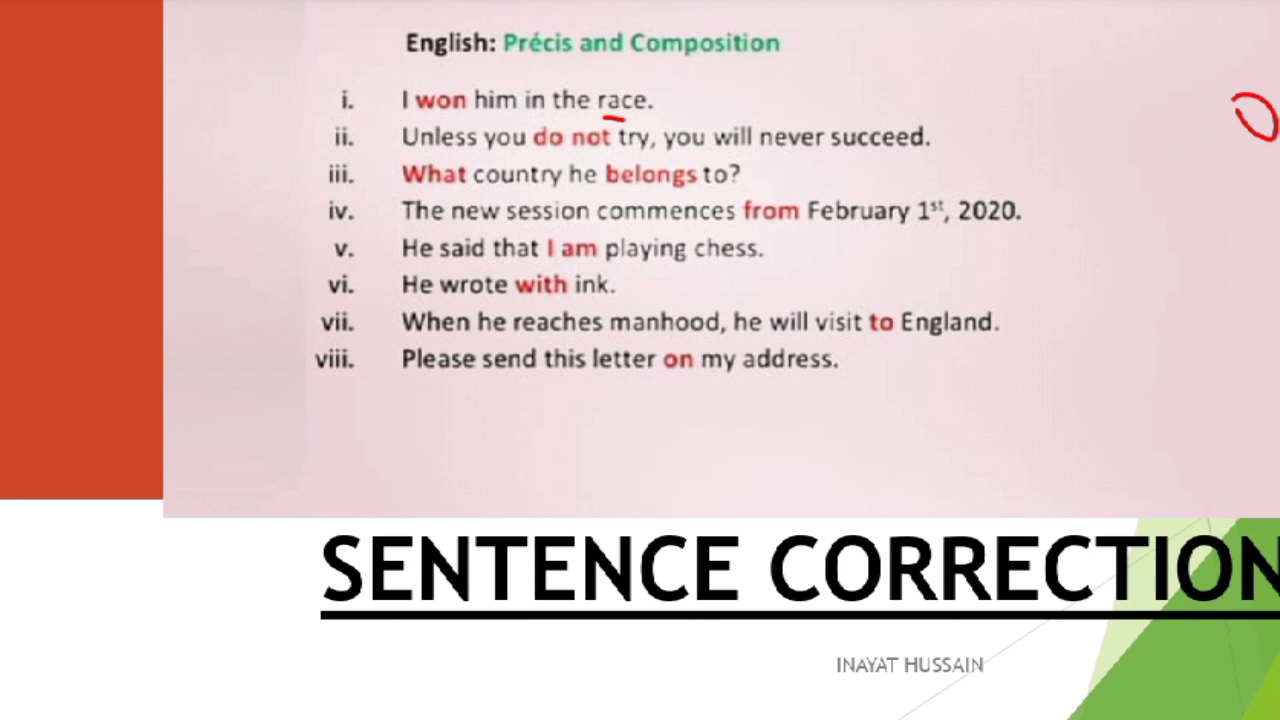 English: Précis and Composition
i. I won him in the race.
ii. Unless you do not try, you will never succeed.
iii. What country he belongs to?
iv. The new session commences from February 1st, 2020.
v. He said that I am playing chess.
vi. He wrote with ink.
vii. When he reaches manhood, he will visit to England.
viii. Please send this letter on my address.
SENTENCE CORRECTION
INAYAT HUSSAIN